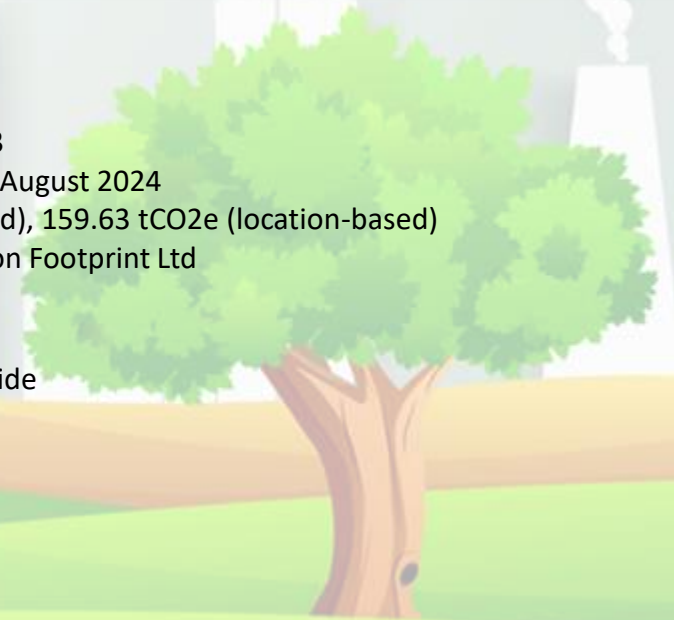 3
August 2024
d), 159.63 tCO2e (location-based)
on Footprint Ltd
ide